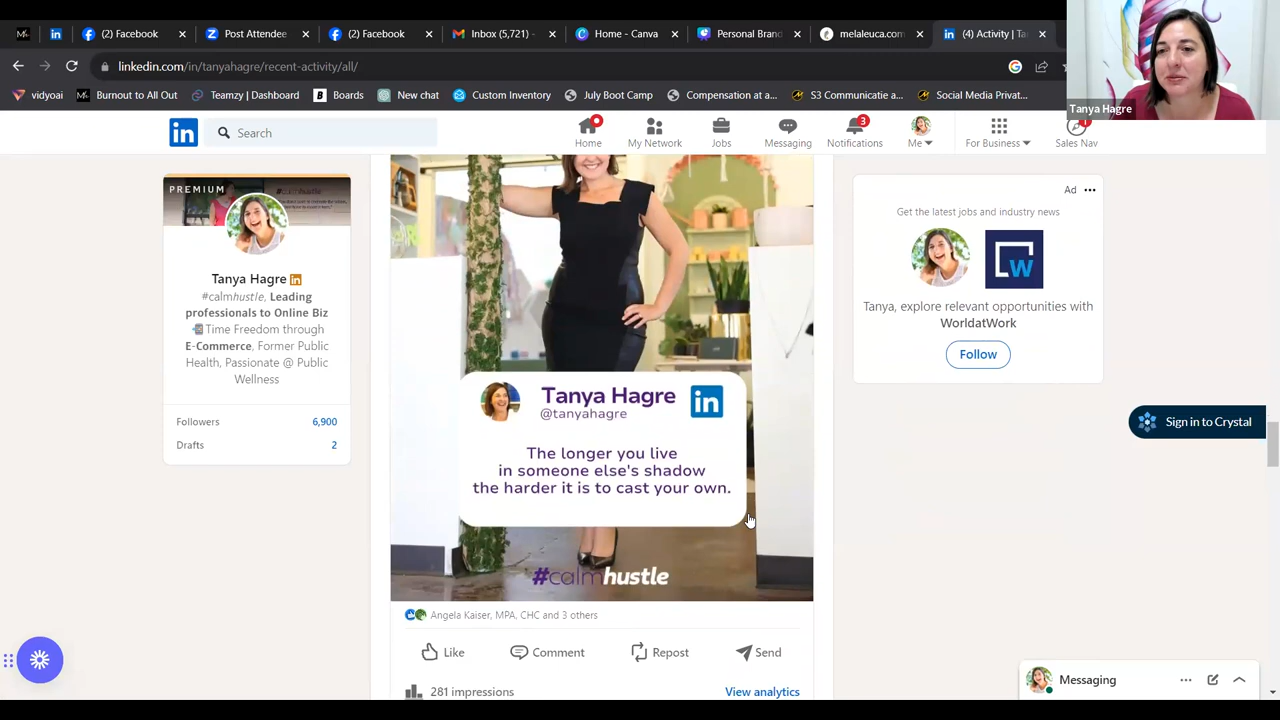 (2) Facebook
Post Attendee
(2) Facebook
Inbox (5,721) -
Home - Canva
Personal Brand
melaleuca.com
(4) Activity | Ta
linkedin.com/in/tanyahagre/recent-activity/all/
Tanya Hagre
vidyoai
Burnout to All Out
Teamzy | Dashboard
Boards
New chat
Custom Inventory
July Boot Camp
Compensation at a...
S3 Communicatie a...
Social Media Privat...
in
Search
Home
My Network
Jobs
Messaging
3
Notifications
Me
For Business
Sales Nav
PREMIUM
Tanya Hagre in
#calmhustle, Leading
professionals to Online Biz
Time Freedom through
E-Commerce, Former Public
Health, Passionate @ Public
Wellness
Followers 6,900
Drafts 2
Tanya Hagre in
@tanyahagre
The longer you live
in someone else's shadow
the harder it is to cast your own.
#calmhustle
Angela Kaiser, MPA, CHC and 3 others
Like
Comment
Repost
Send
281 impressions
View analytics
Ad
Get the latest jobs and industry news
W
Tanya, explore relevant opportunities with
WorldatWork
Follow
Sign in to Crystal
Messaging